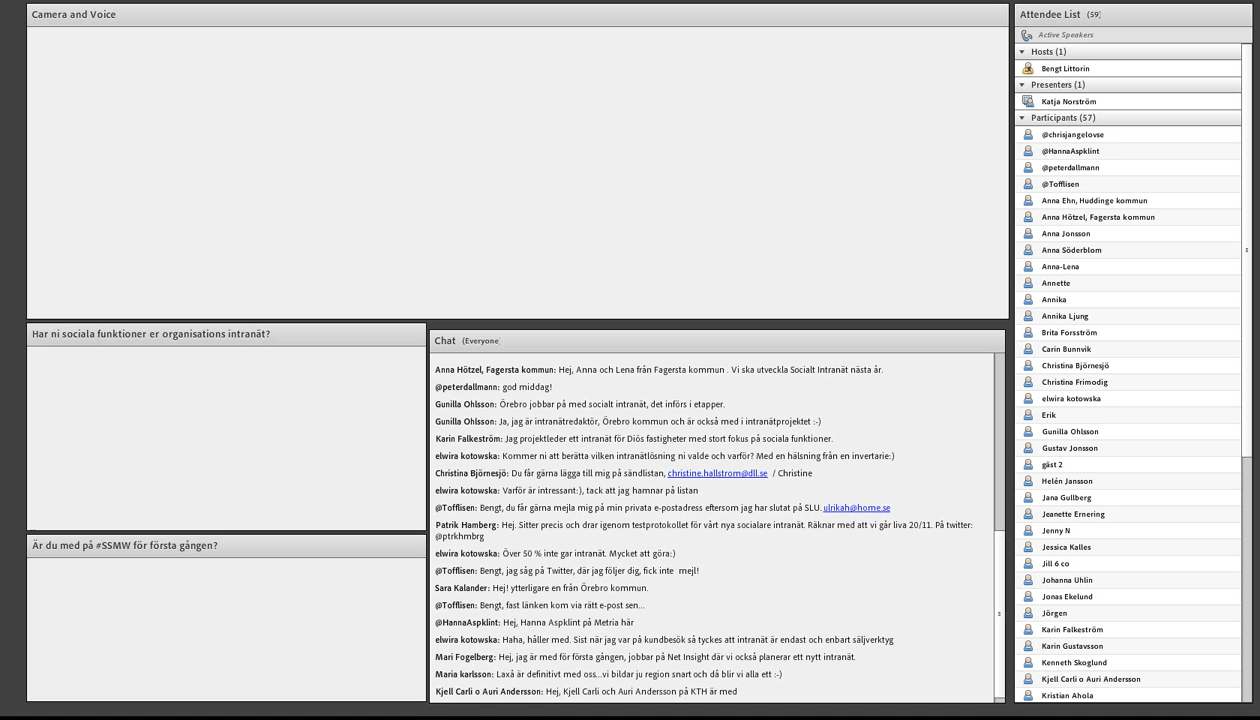 Camera and Voice
Har ni sociala funktioner er organisations intranät?
Är du med på #SSMW för första gången?
Chat (Everyone)
Anna Hötzel, Fagersta kommun: Hej, Anna och Lena från Fagersta kommun . Vi ska utveckla Socialt Intranät nästa år.
@peterdallmann: god middag!
Gunilla Ohlsson: Örebro jobbar på med socialt intranät, det införs i etapper.
Gunilla Ohlsson: Ja, jag är intranätredaktör, Örebro kommun och är också med i intranätprojektet :-)
Karin Falkeström: Jag projektleder ett intranät för Diös fastigheter med stort fokus på sociala funktioner.
elwira kotowska: Kommer ni att berätta vilken intranätlösning ni valde och varför? Med en hälsning från en invertarie:)
Christina Björnesjö: Du får gärna lägga till mig på sändlistan, christine.hallstrom@dll.se / Christine
elwira kotowska: Varför är intressant:), tack att jag hamnar på listan
@Tofflisen: Bengt, du får gärna mejla mig på min privata e-postadress eftersom jag har slutat på SLU. ulrikah@home.se
Patrik Hamberg: Hej. Sitter precis och drar igenom testprotokollet för vårt nya socialare intranät. Räknar med att vi går liva 20/11. På twitter:
@ptrkhmbrg
elwira kotowska: Över 50 % inte gar intranät. Mycket att göra:)
@Tofflisen: Bengt, jag såg på Twitter, där jag följer dig, fick inte mejl!
Sara Kalander: Hej! ytterligare en från Örebro kommun.
@Tofflisen: Bengt, fast länken kom via rätt e-post sen...
@HannaAspklint: Hej, Hanna Aspklint på Metria här
elwira kotowska: Haha, håller med. Sist när jag var på kundbesök så tyckes att intranät är endast och enbart säljverktyg
Mari Fogelberg: Hej, jag är med för första gången, jobbar på Net Insight där vi också planerar ett nytt intranät.
Maria karlsson: Laxå är definitivt med oss...vi bildar ju region snart och då blir vi alla ett :-)
Kjell Carli o Auri Andersson: Hej, Kjell Carli och Auri Andersson på KTH är med
Attendee List (59)
Active Speakers
Hosts (1)
Bengt Littorin
Presenters (1)
Katja Norström
Participants (57)
@chrisjangelovse
@HannaAspklint
@peterdallmann
@Tofflisen
Anna Ehn, Huddinge kommun
Anna Hötzel, Fagersta kommun
Anna Jonsson
Anna Söderblom
Anna-Lena
Annette
Annika
Annika Ljung
Brita Forsström
Carin Bunnvik
Christina Björnesjö
Christina Frimodig
elwira kotowska
Erik
Gunilla Ohlsson
Gustav Jonsson
gäst 2
Helén Jansson
Jana Gullberg
Jeanette Ernering
Jenny N
Jessica Kalles
Jill 6 co
Johanna Uhlin
Jonas Ekelund
Jörgen
Karin Falkeström
Karin Gustavsson
Kenneth Skoglund
Kjell Carli o Auri Andersson
Kristian Ahola